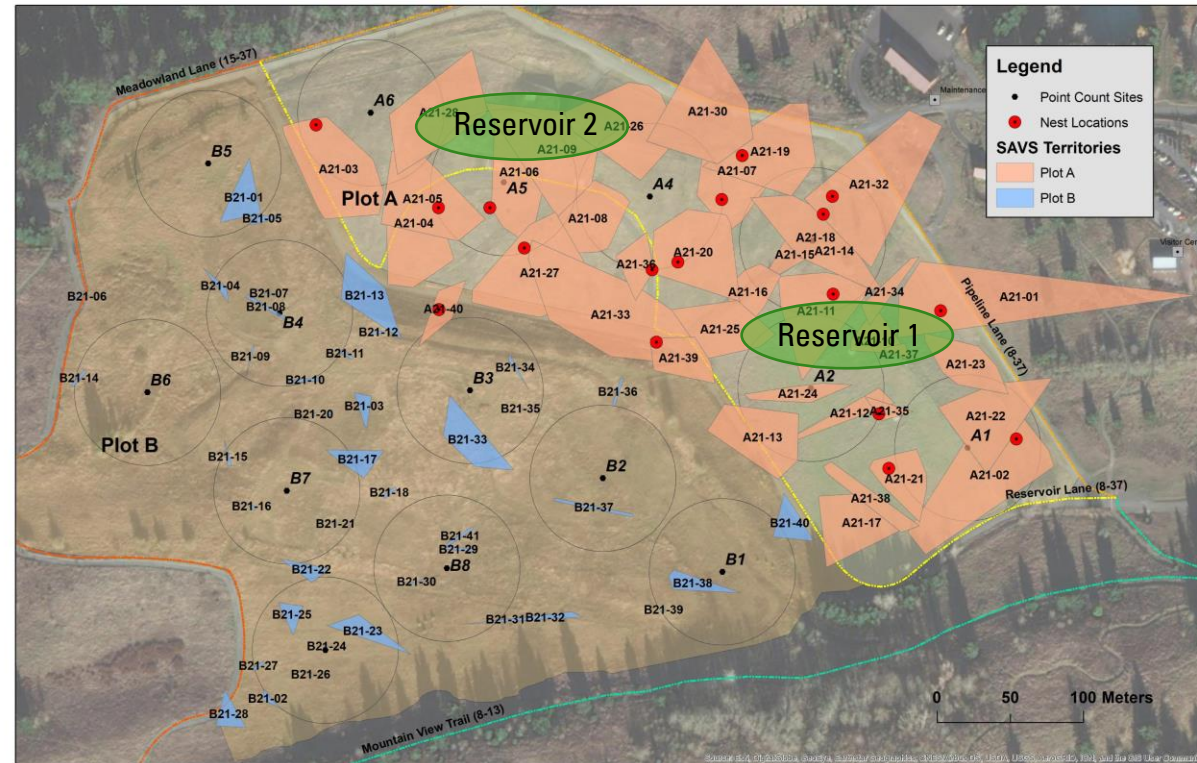 Meadowland Lane (15-37)
Maintenance
Legend
Point Count Sites
Nest Locations
SAVS Territories
Plot A
Plot B
A6
A21-28
Reservoir 2
A21-26
A21-30
A21-09
A21-19
B5
A21-03
A21-06
A5
A21-07
A4
A21-32
Plot A
A21-05
B21-01
B21-05
A21-04
A21-08
A21-18
A21-15
A21-14
Visitor Cen
A21-20
A21-36
A21-27
B21-06
B21-04
B21-07
B21-08
B4
B21-13
A21-16
A21-34
A21-01
Pipeline Lane (8-37)
A21-40
A21-11
A21-33
A21-25
Reservoir 1
B21-12
B21-11
B21-09
A21-39
A21-37
A21-23
B21-14
B6
B21-10
B3
B21-34
B21-36
A2
A21-24
B21-03
B21-20
B21-35
A21-12
A21-35
A21-22
Plot B
B21-33
A21-13
A1
B21-15
B21-17
B7
B21-18
B2
A21-21
A21-02
A21-38
Reservoir Lane (8-37)
B21-16
B21-37
B21-21
B21-40
A21-17
B21-41
B21-29
B21-22
B21-30
B8
B1
B21-38
B21-25
B21-23
B21-31
B21-32
B21-39
B21-24
B21-27
B21-26
B21-02
B21-28
Mountain View Trail (8-13)
0 50 100 Meters